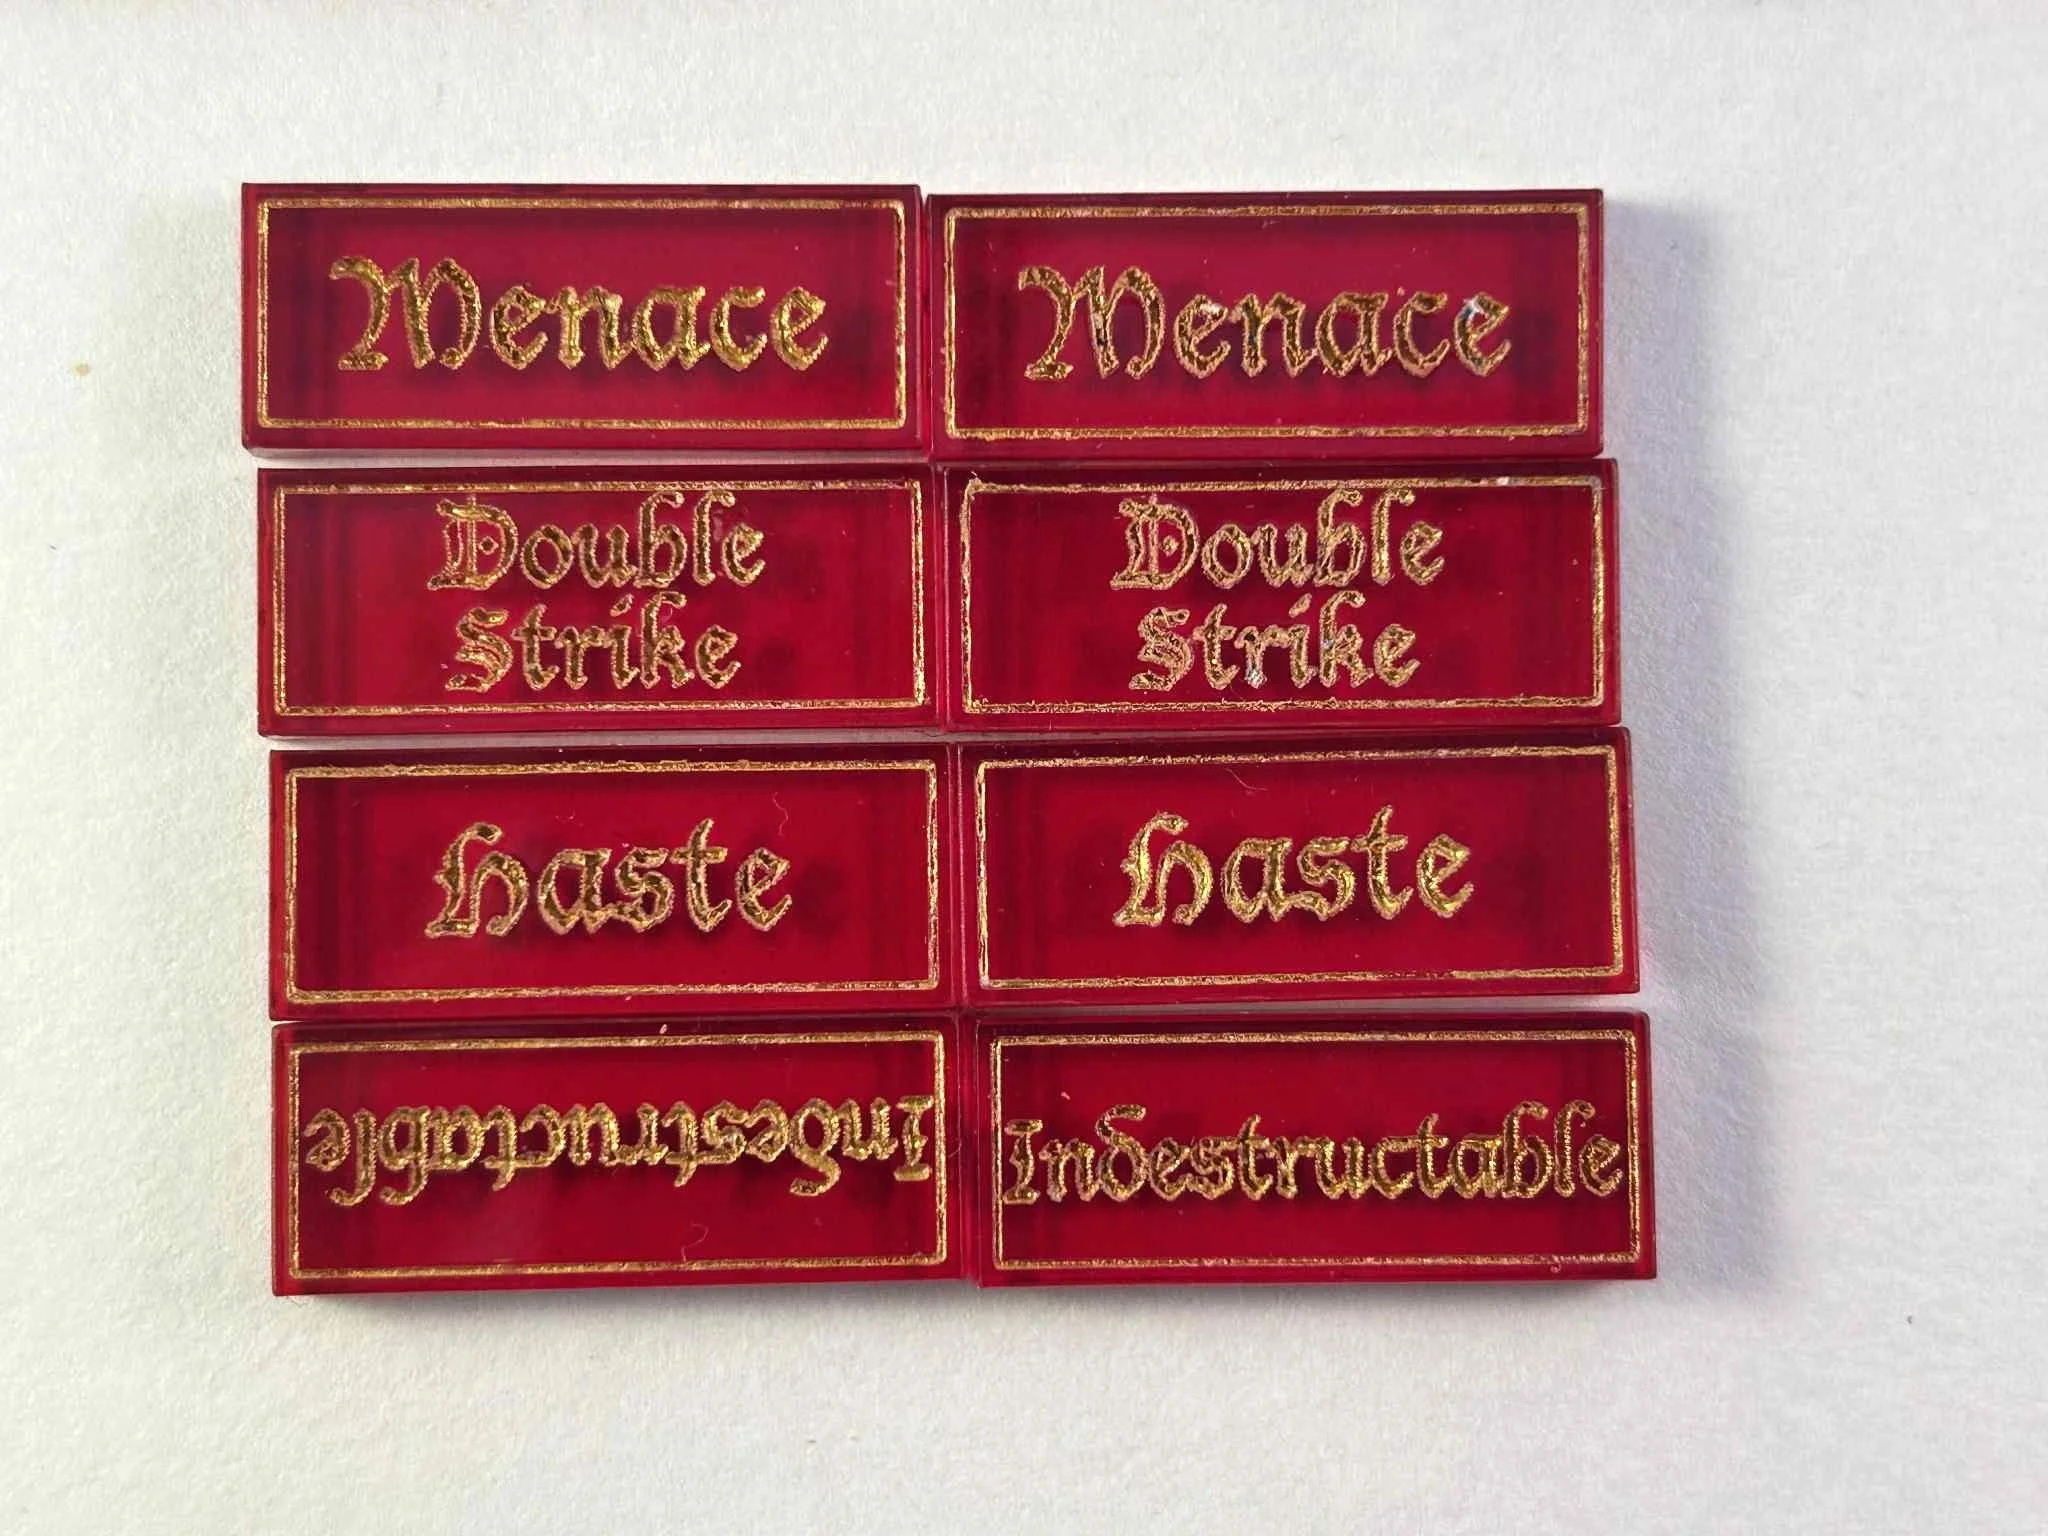 Menace
Menace
Double
Strike
Double
Strike
Haste
Haste
Indestructable
Indestructable